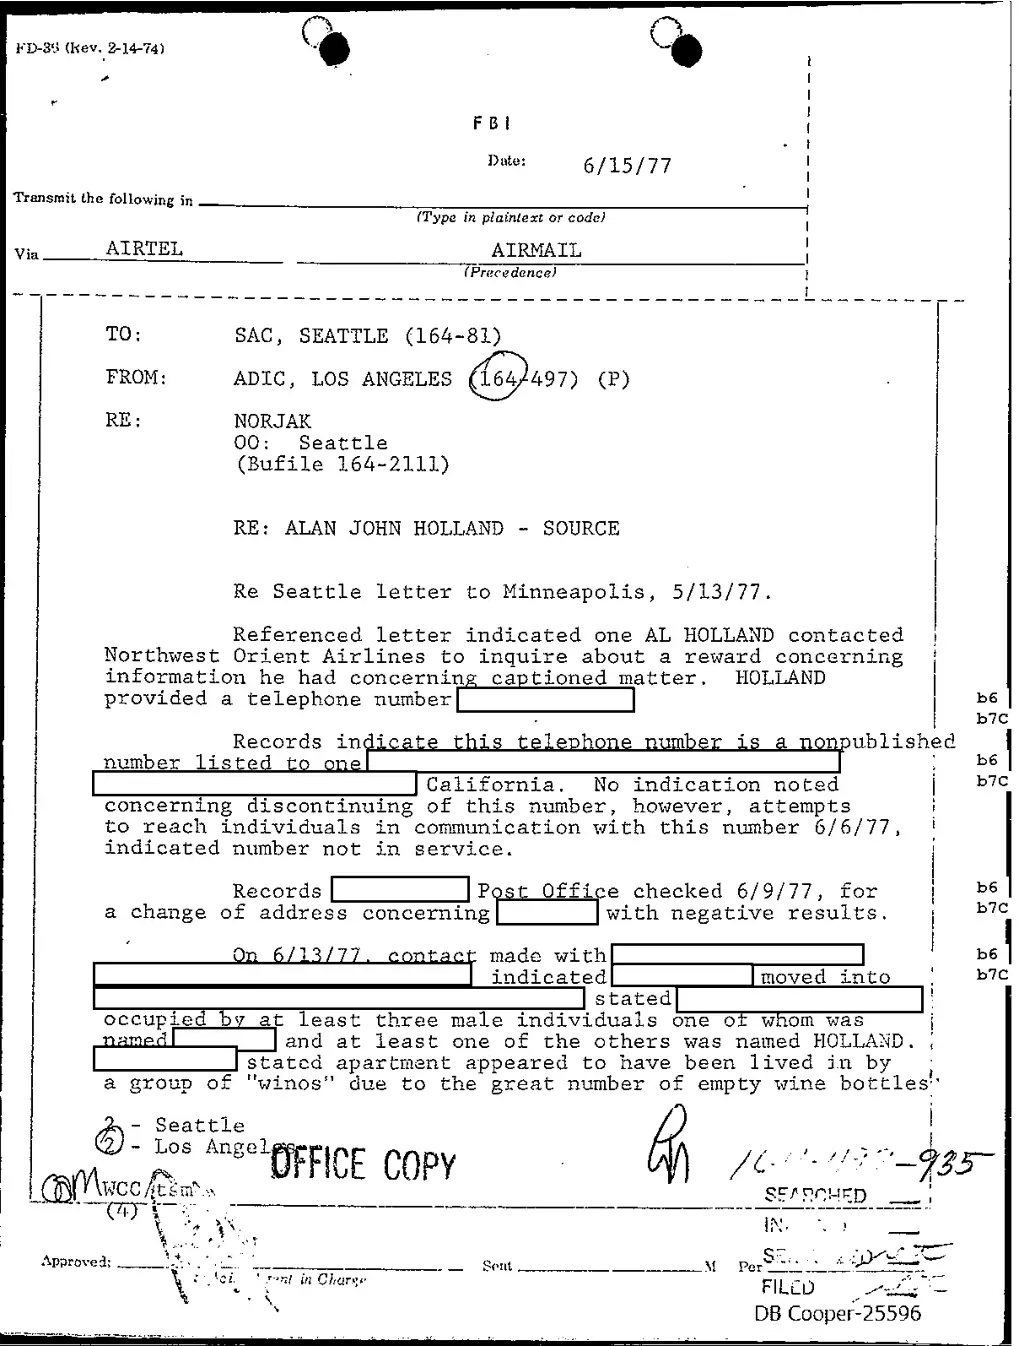 FD-36 (Rev. 2-14-74)
FBI
Date: 6/15/77
Transmit the following in
(Type in plaintext or code)
Via AIRTEL AIRMAIL
(Precedence)
TO: SAC, SEATTLE (164-81)
FROM: ADIC, LOS ANGELES (164-497) (P)
RE: NORJAK
OO: Seattle
(Bufile 164-2111)
RE: ALAN JOHN HOLLAND - SOURCE
Re Seattle letter to Minneapolis, 5/13/77.
Referenced letter indicated one AL HOLLAND contacted
Northwest Orient Airlines to inquire about a reward concerning
information he had concerning captioned matter. HOLLAND
provided a telephone number
b6
b7C
Records indicate this telephone number is a nonpublished
number listed to one
b6
California. No indication noted
b7C
concerning discontinuing of this number, however, attempts
to reach individuals in communication with this number 6/6/77,
indicated number not in service.
Records Post Office checked 6/9/77, for
b6
a change of address concerning with negative results.
b7C
On 6/13/77, contact made with
b6
indicated moved into
b7C
stated
occupied by at least three male individuals one of whom was
named and at least one of the others was named HOLLAND.
stated apartment appeared to have been lived in by
a group of "winos" due to the great number of empty wine bottles
2 - Seattle
2 - Los Angeles
OFFICE COPY
-935
WCC/
SEARCHED
(4)
Approved: Sent M Per
in Charge
FILED
DB Cooper-25596